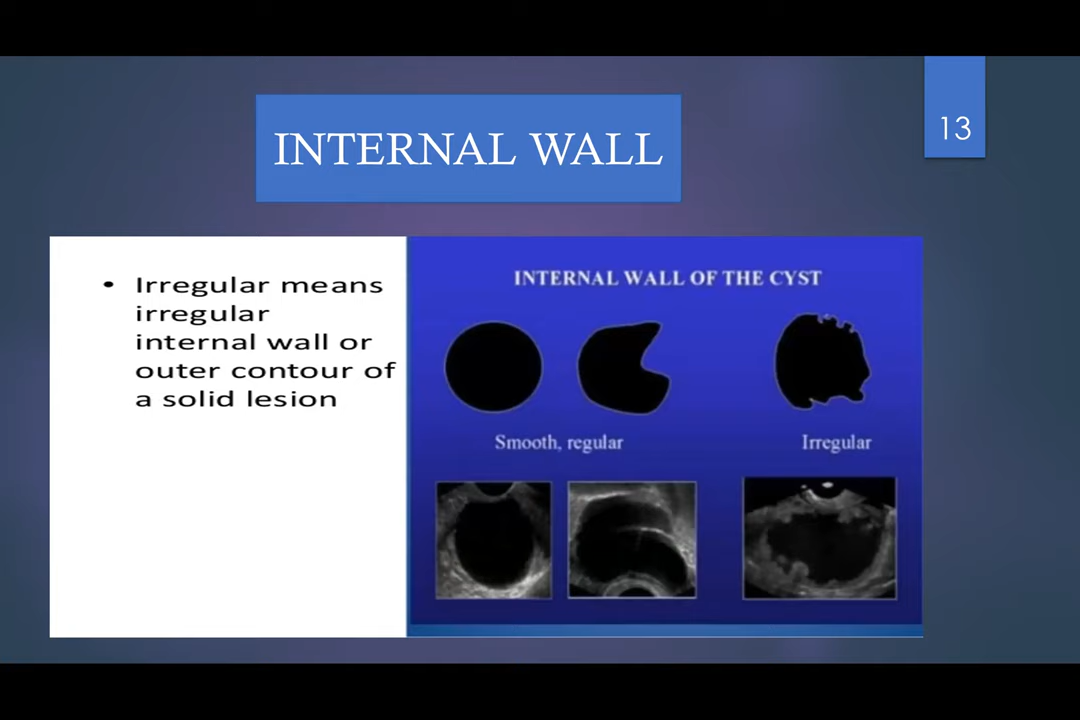 INTERNAL WALL
13
• Irregular means
irregular
internal wall or
outer contour of
a solid lesion
INTERNAL WALL OF THE CYST
Smooth, regular
Irregular